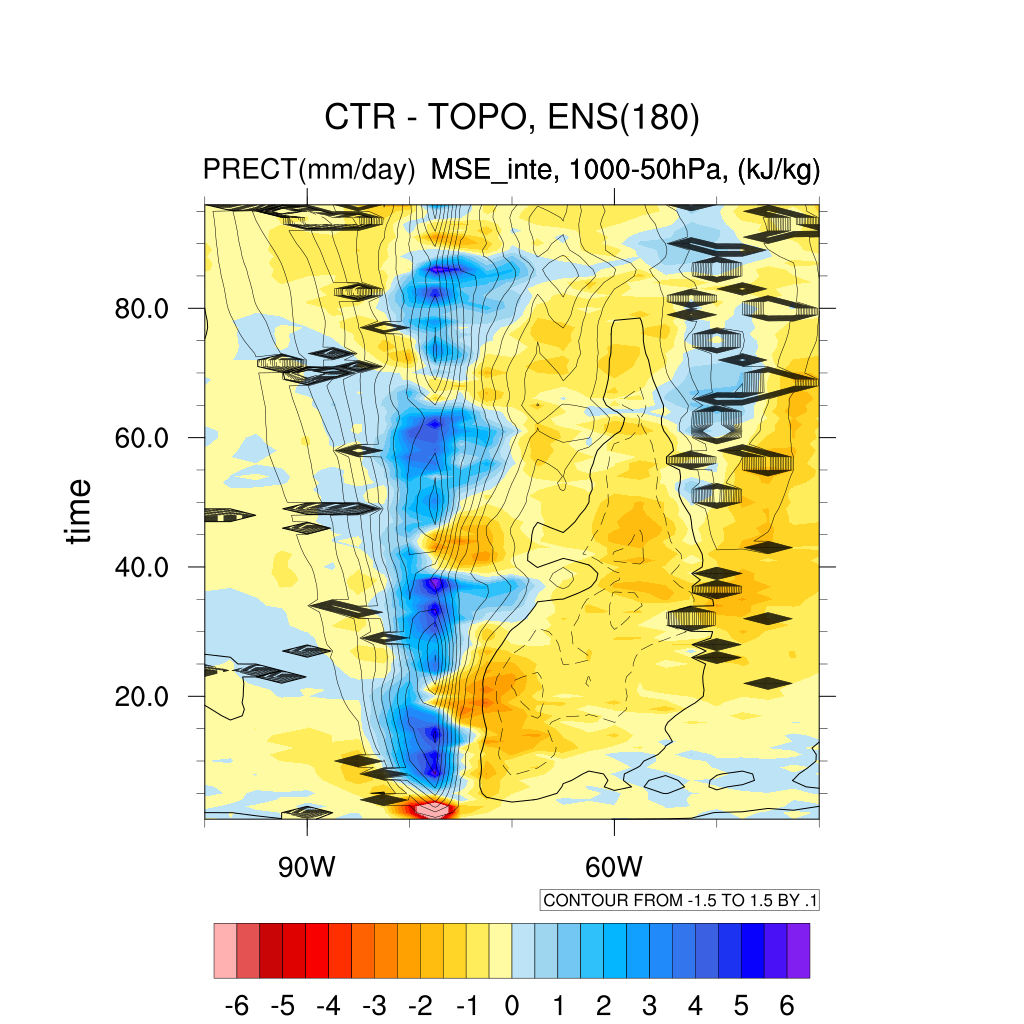 CTR - TOPO, ENS(180)
PRECT(mm/day) MSE_inte, 1000-50hPa, (kJ/kg)
80.0
60.0
time
40.0
20.0
90W 60W
CONTOUR FROM -1.5 TO 1.5 BY .1
-6 -5 -4 -3 -2 -1 0 1 2 3 4 5 6